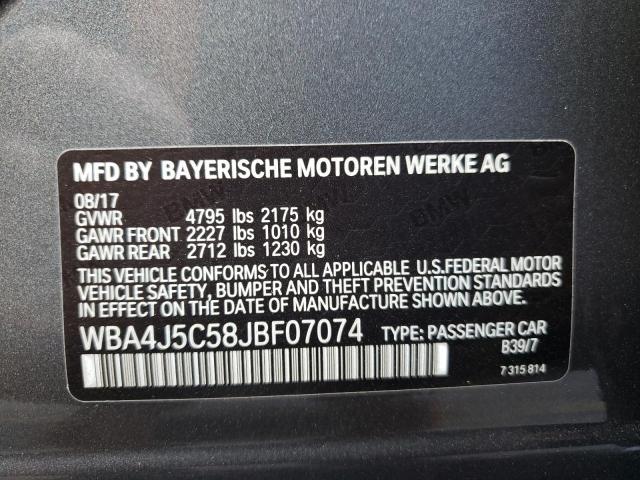 MFD BY BAYERISCHE MOTOREN WERKE AG
08/17
GVWR 4795 lbs 2175 kg
GAWR FRONT 2227 lbs 1010 kg
GAWR REAR 2712 lbs 1230 kg
THIS VEHICLE CONFORMS TO ALL APPLICABLE U.S.FEDERAL MOTOR
VEHICLE SAFETY, BUMPER AND THEFT PREVENTION STANDARDS
IN EFFECT ON THE DATE OF MANUFACTURE SHOWN ABOVE.
WBA4J5C58JBF07074 TYPE: PASSENGER CAR
B39/7
7 315 814